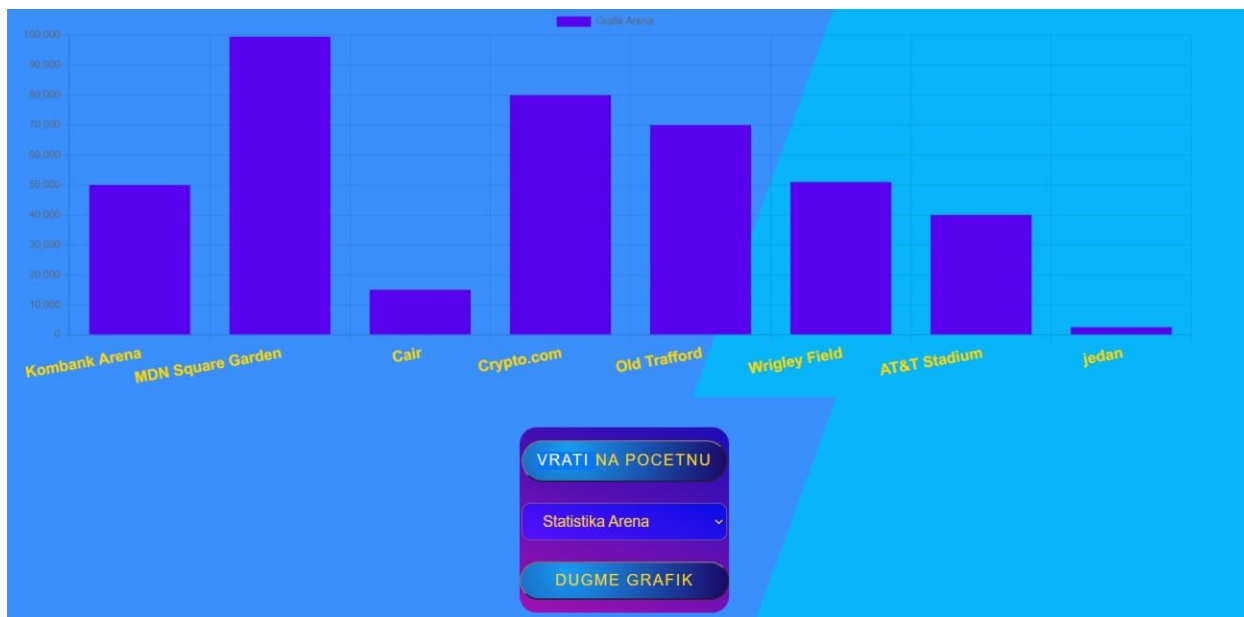 Grafik Arena
100,000
90,000
80,000
70,000
60,000
50,000
40,000
30,000
20,000
10,000
0
Kombank Arena
MDN Square Garden
Cair
Crypto.com
Old Trafford
Wrigley Field
AT&T Stadium
jedan
VRATI NA POCETNU
Statistika Arena
DUGME GRAFIK